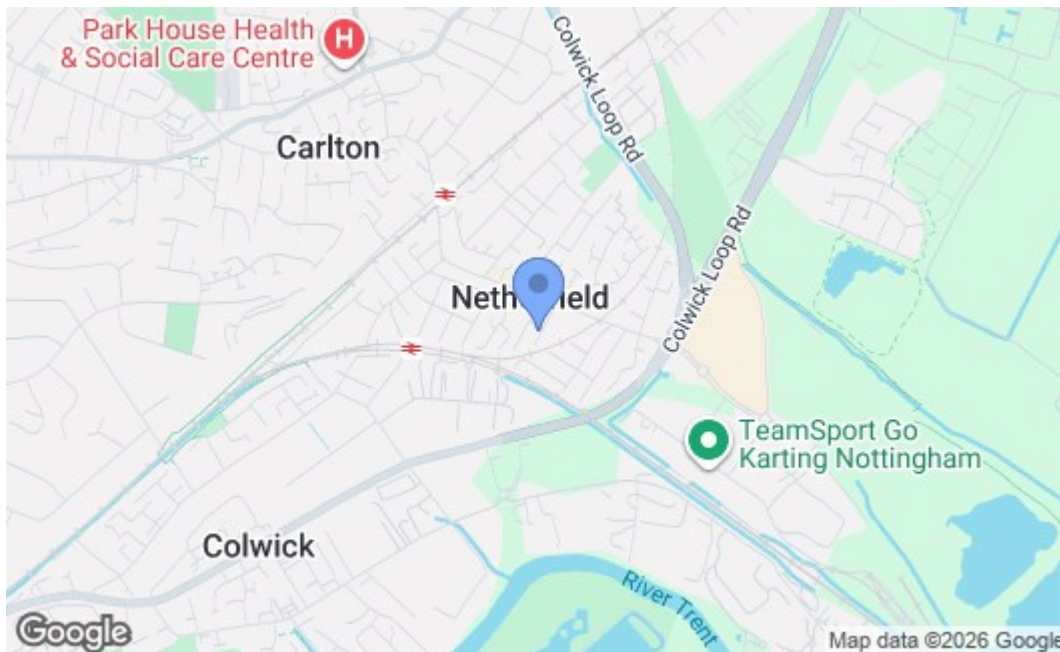 Park House Health
& Social Care Centre
H
Colwick Loop Rd
Carlton
Colwick Loop Rd
Netherfield
TeamSport Go
Karting Nottingham
Colwick
River Trent
Google
Map data ©2026 Google